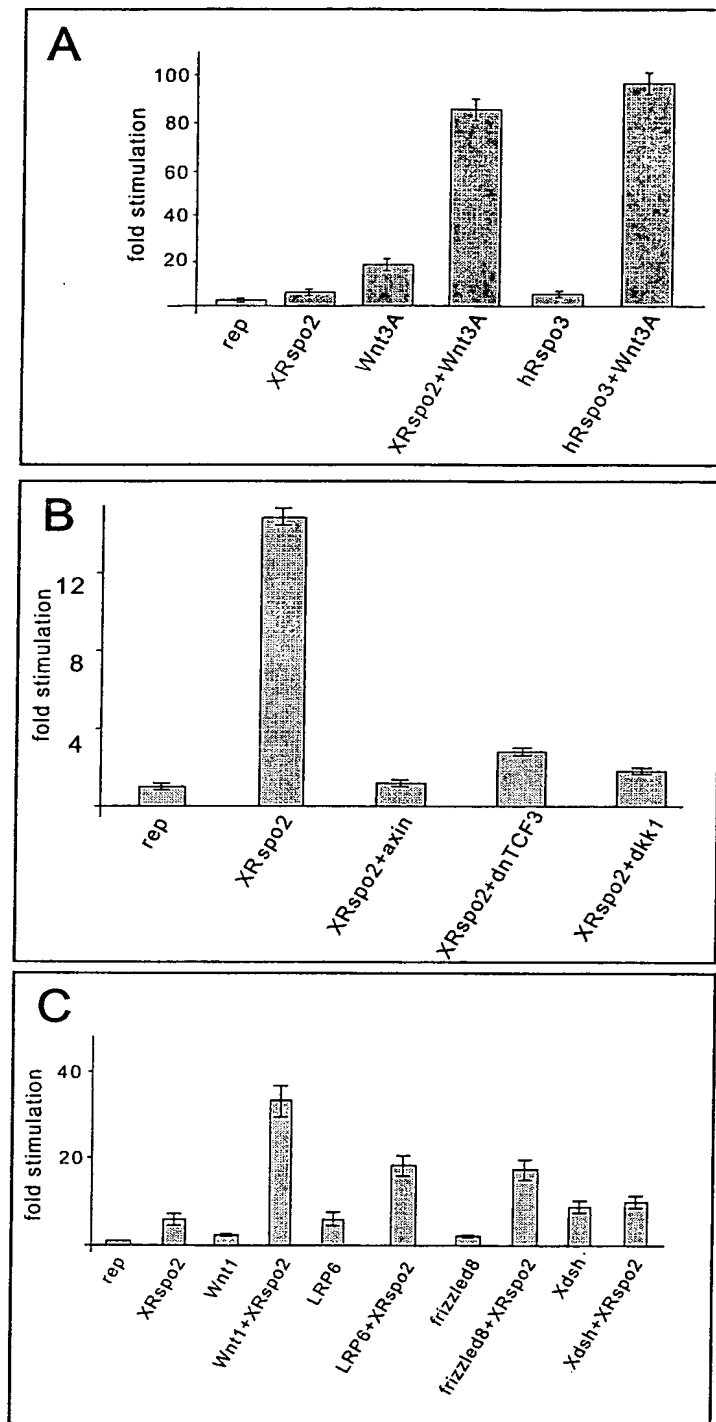 A
fold stimulation
100
80
60
40
20
rep
XRspo2
Wnt3A
XRspo2+Wnt3A
hRspo3
hRspo3+Wnt3A
B
fold stimulation
12
8
4
rep
XRspo2
XRspo2+axin
XRspo2+dnTCF3
XRspo2+dkk1
C
fold stimulation
40
20
rep
XRspo2
Wnt1
Wnt1+XRspo2
LRP6
LRP6+XRspo2
frizzled8
frizzled8+XRspo2
Xdsh.
Xdsh+XRspo2